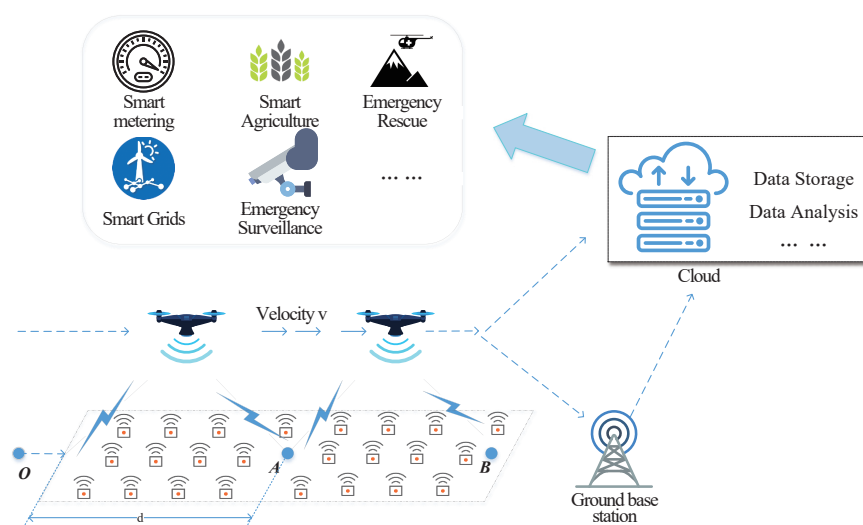 Smart
metering
Smart
Agriculture
Emergency
Rescue
Smart Grids
Emergency
Surveillance
... ...
Data Storage
Data Analysis
... ...
Cloud
Velocity v
O
A
B
d
Ground base
station